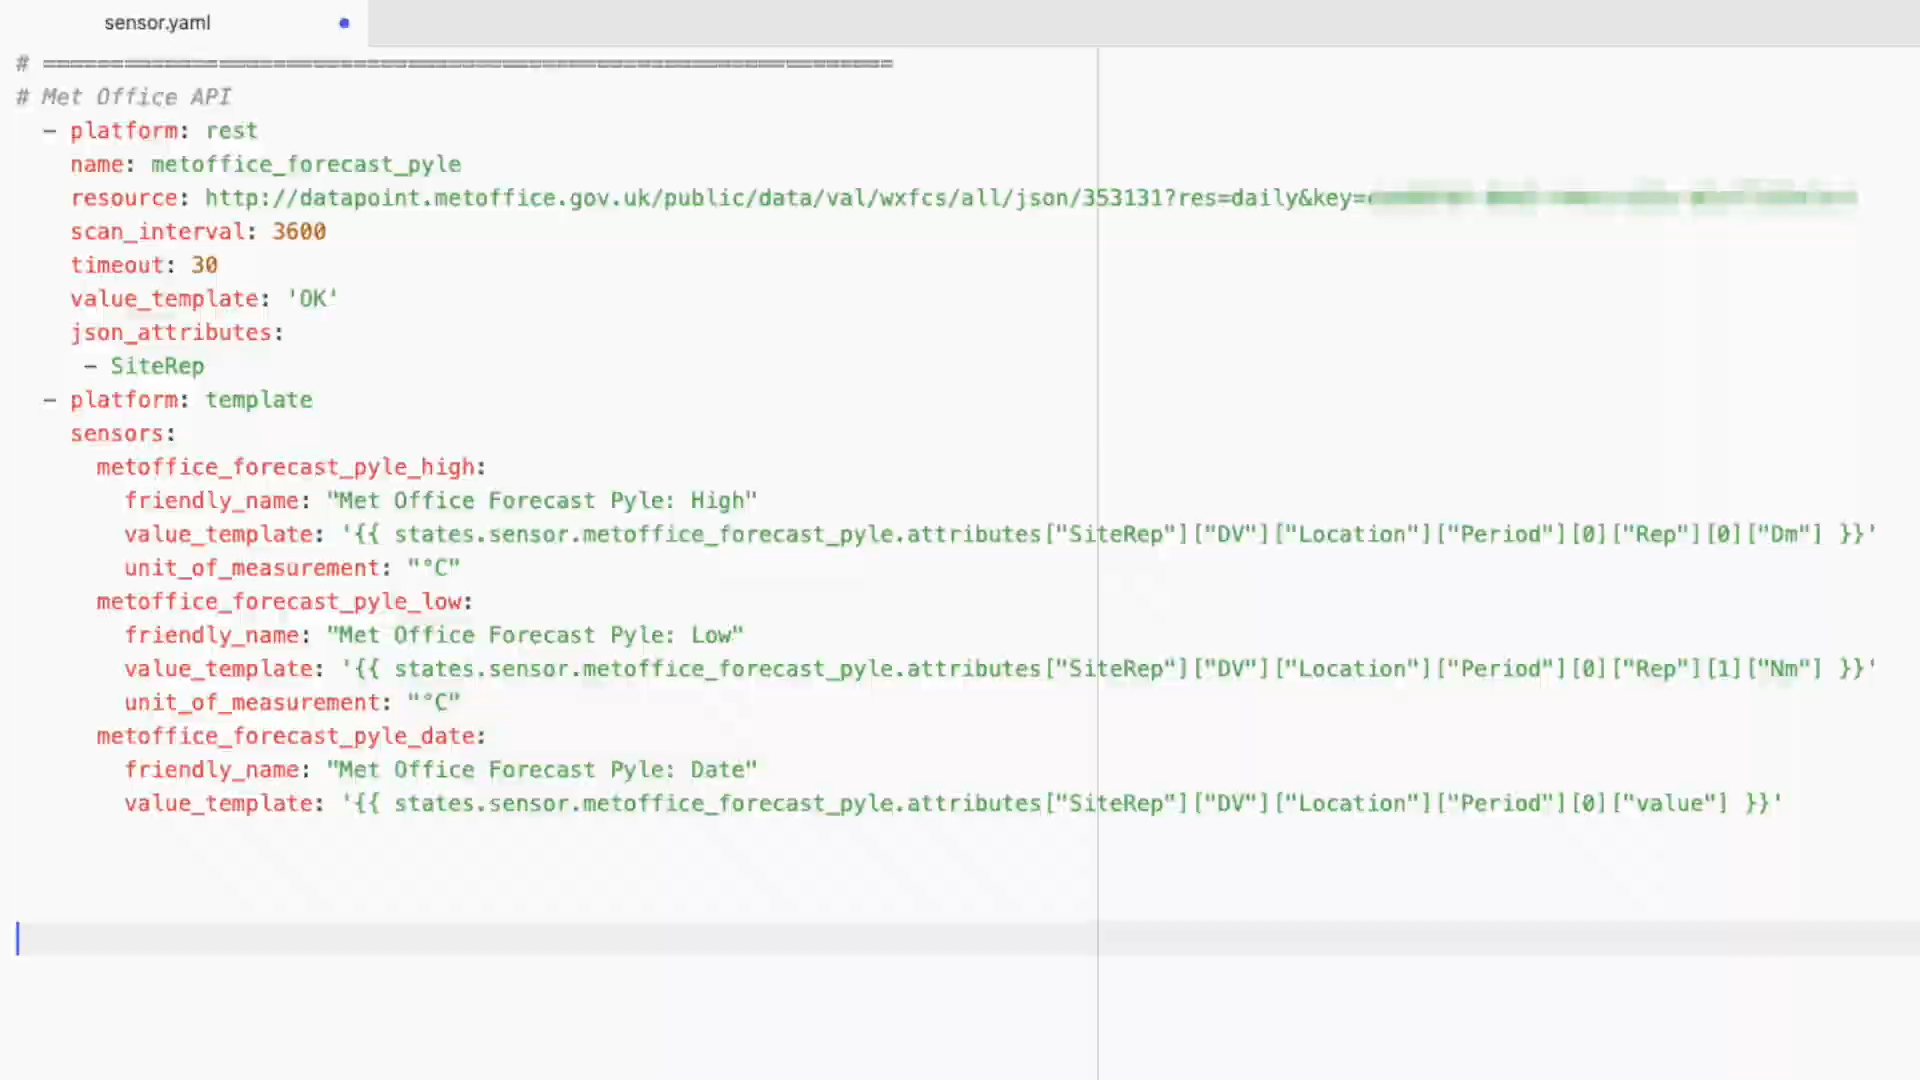 sensor.yaml
# ===============================================================
# Met Office API
- platform: rest
name: metoffice_forecast_pyle
resource: http://datapoint.metoffice.gov.uk/public/data/val/wxfcs/all/json/353131?res=daily&key=
scan_interval: 3600
timeout: 30
value_template: 'OK'
json_attributes:
- SiteRep
- platform: template
sensors:
metoffice_forecast_pyle_high:
friendly_name: "Met Office Forecast Pyle: High"
value_template: '{{ states.sensor.metoffice_forecast_pyle.attributes["SiteRep"]["DV"]["Location"]["Period"][0]["Rep"][0]["Dm"] }}'
unit_of_measurement: "°C"
metoffice_forecast_pyle_low:
friendly_name: "Met Office Forecast Pyle: Low"
value_template: '{{ states.sensor.metoffice_forecast_pyle.attributes["SiteRep"]["DV"]["Location"]["Period"][0]["Rep"][1]["Nm"] }}'
unit_of_measurement: "°C"
metoffice_forecast_pyle_date:
friendly_name: "Met Office Forecast Pyle: Date"
value_template: '{{ states.sensor.metoffice_forecast_pyle.attributes["SiteRep"]["DV"]["Location"]["Period"][0]["value"] }}'